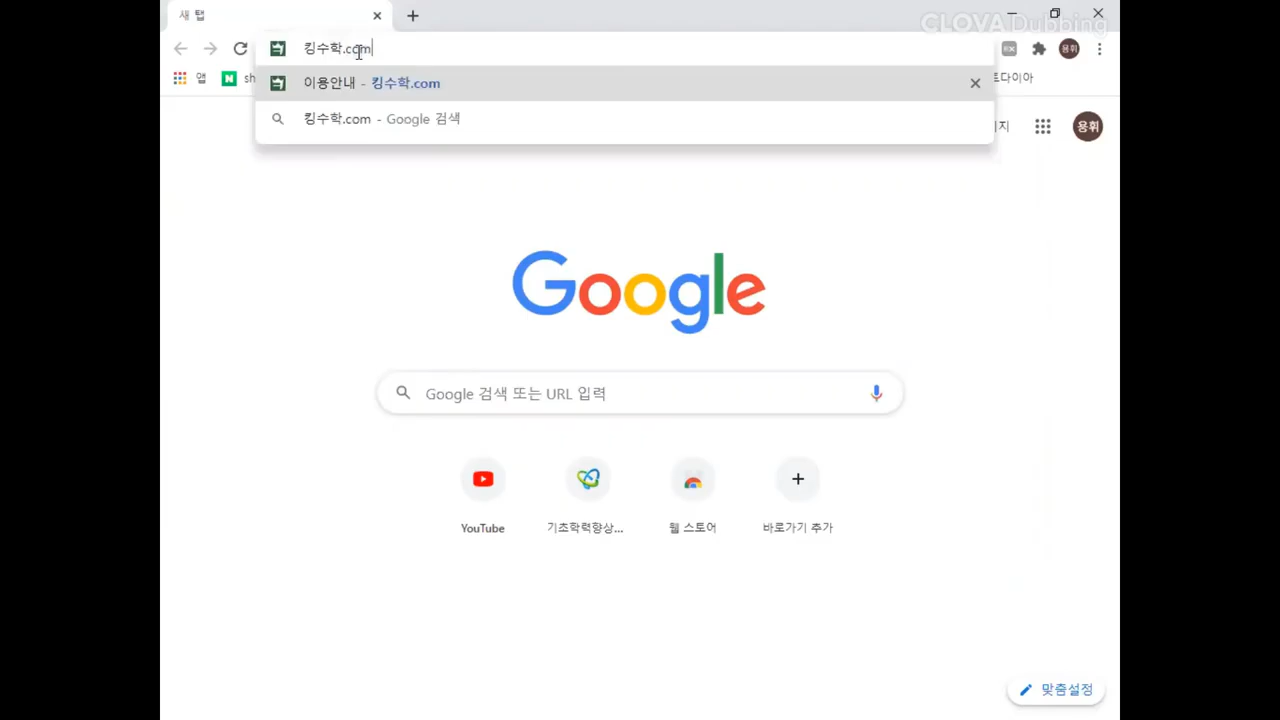 새 탭
CLOVA Dubbing
킹수학.com
용휘
앱
sh
이용안내 - 킹수학.com
트다이아
킹수학.com - Google 검색
지
용휘
Google
Google 검색 또는 URL 입력
YouTube
기초학력향상...
웹 스토어
바로가기 추가
맞춤설정